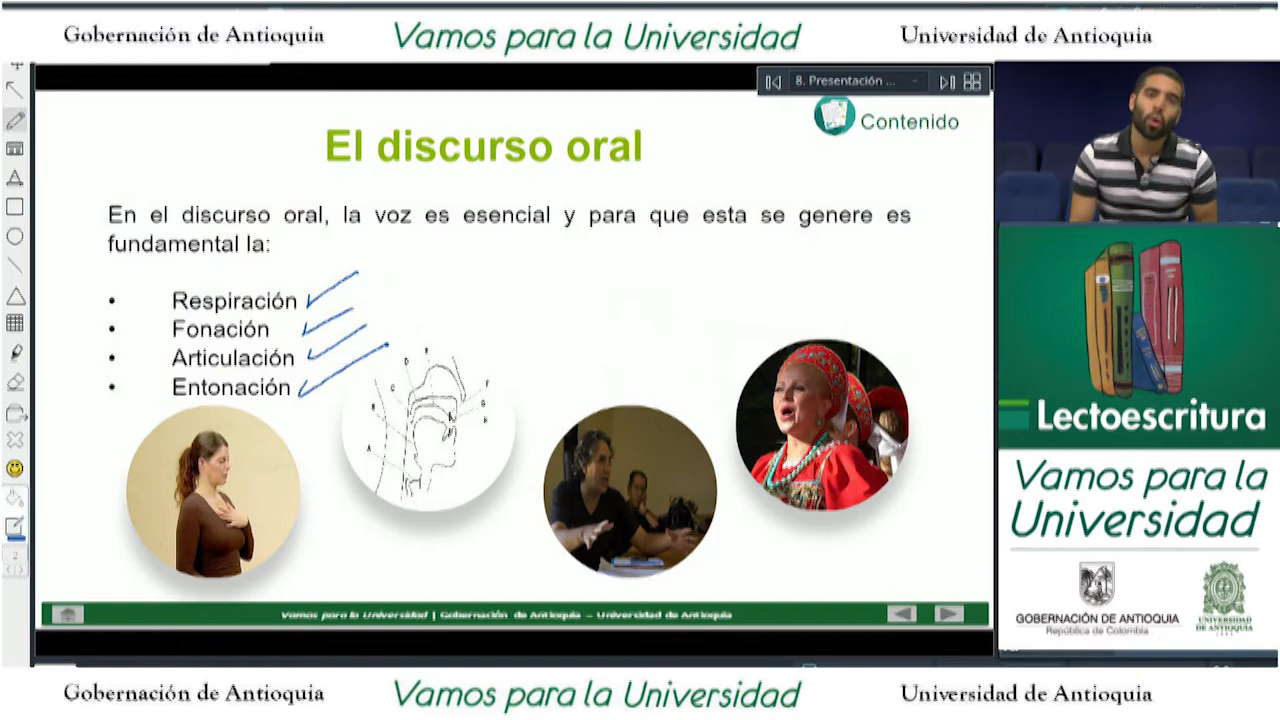 Gobernación de Antioquia
Vamos para la Universidad
Universidad de Antioquia
8. Presentación ...
Contenido
El discurso oral
En el discurso oral, la voz es esencial y para que esta se genere es
fundamental la:
• Respiración
• Fonación
• Articulación
• Entonación
Vamos para la Universidad | Gobernación de Antioquia – Universidad de Antioquia
2
Lectoescritura
Vamos para la
Universidad
GOBERNACIÓN DE ANTIOQUIA
República de Colombia
UNIVERSIDAD
DE ANTIOQUIA
Gobernación de Antioquia
Vamos para la Universidad
Universidad de Antioquia